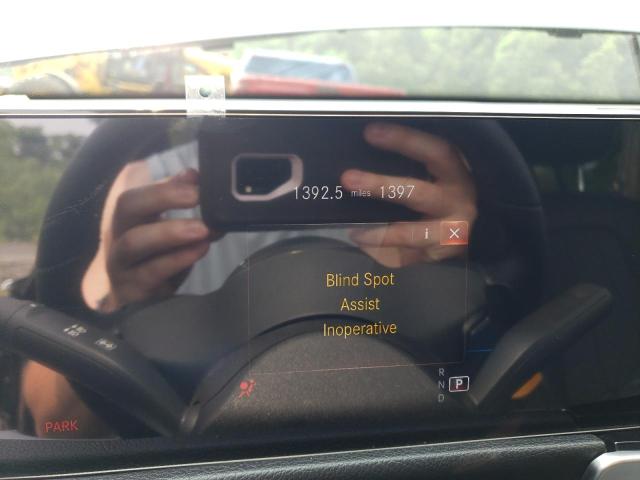 1392.5 miles 1397
i
Blind Spot
Assist
Inoperative
R
N P
D
PARK